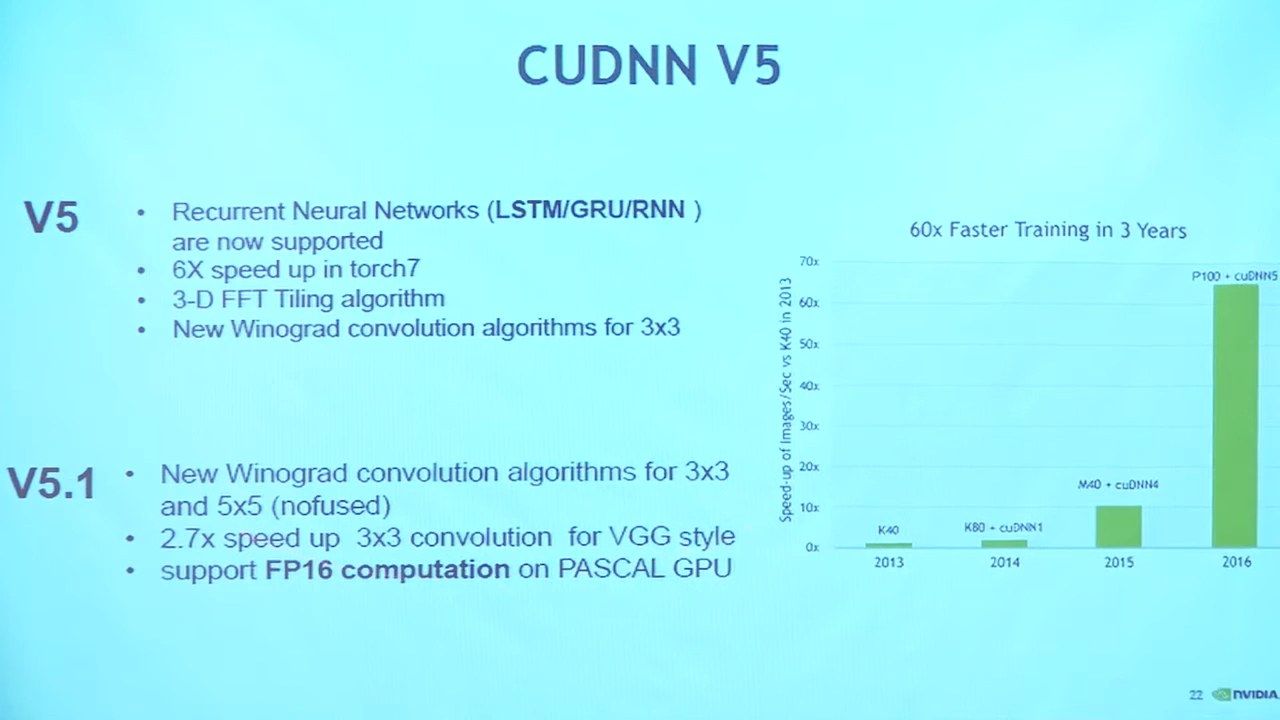 CUDNN V5
V5
• Recurrent Neural Networks (LSTM/GRU/RNN )
are now supported
• 6X speed up in torch7
• 3-D FFT Tiling algorithm
• New Winograd convolution algorithms for 3x3
V5.1
• New Winograd convolution algorithms for 3x3
and 5x5 (nofused)
• 2.7x speed up 3x3 convolution for VGG style
• support FP16 computation on PASCAL GPU
60x Faster Training in 3 Years
Speed-up of Images/Sec vs K40 in 2013
70x
60x
50x
40x
30x
20x
10x
0x
K40
K80 + cuDNN1
M40 + cuDNN4
P100 + cuDNN5
2013
2014
2015
2016
22
NVIDIA.